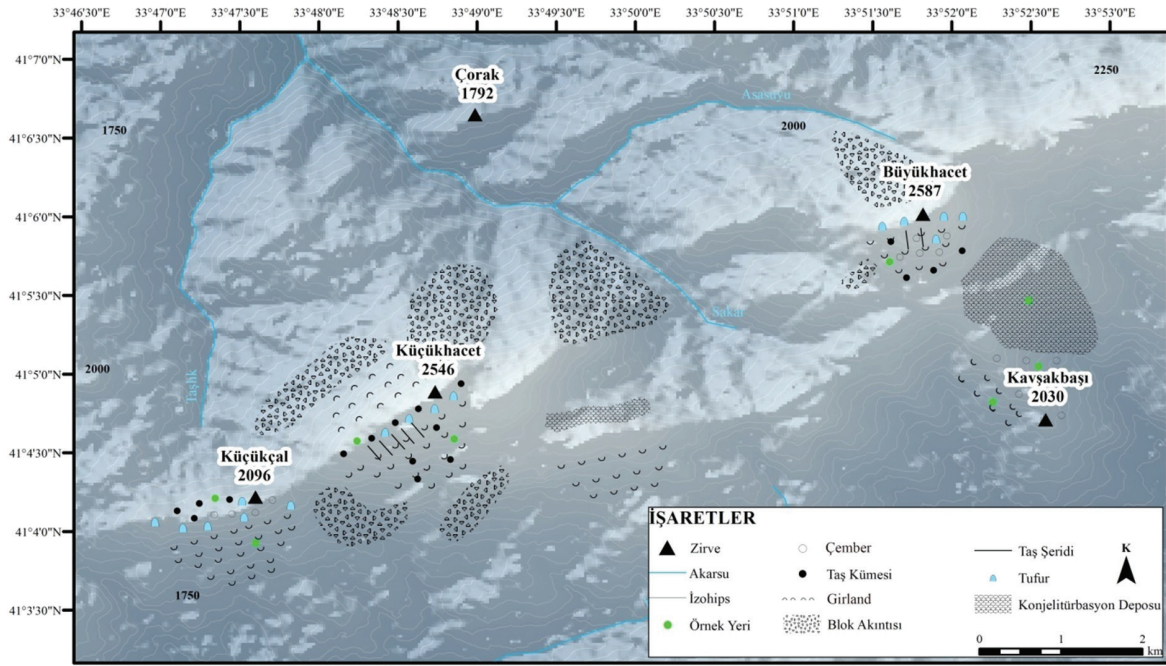 33°46'30"E 33°47'0"E 33°47'30"E 33°48'0"E 33°48'30"E 33°49'0"E 33°49'30"E 33°50'0"E 33°50'30"E 33°51'0"E 33°51'30"E 33°52'0"E 33°52'30"E 33°53'0"E
41°7'0"N
41°6'30"N
41°6'0"N
41°5'30"N
41°5'0"N
41°4'30"N
41°4'0"N
41°3'30"N
2250
Çorak
1792
Asasuyu
1750
2000
Büyükhacet
2587
Sakal
Küçükhacet
2546
2000
Taşlık
Kavşakbaşı
2030
Küçükçal
2096
1750
İŞARETLER
Zirve
Akarsu
İzohips
Örnek Yeri
Çember
Taş Kümesi
Girland
Blok Akıntısı
Taş Şeridi
Tufur
Konjelitürbasyon Deposu
K
0 1 2
km